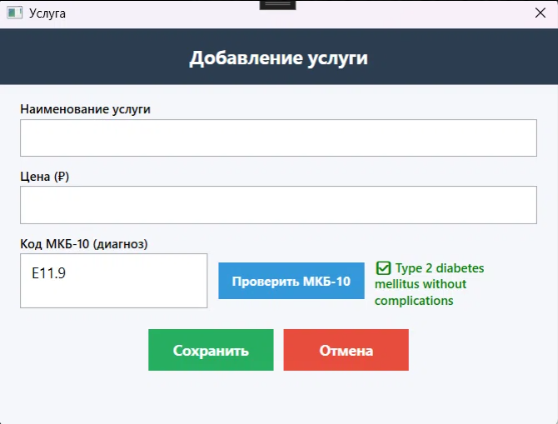 Услуга
Добавление услуги
Наименование услуги
Цена (₽)
Код МКБ-10 (диагноз)
E11.9
Проверить МКБ-10
Type 2 diabetes
mellitus without
complications
Сохранить
Отмена